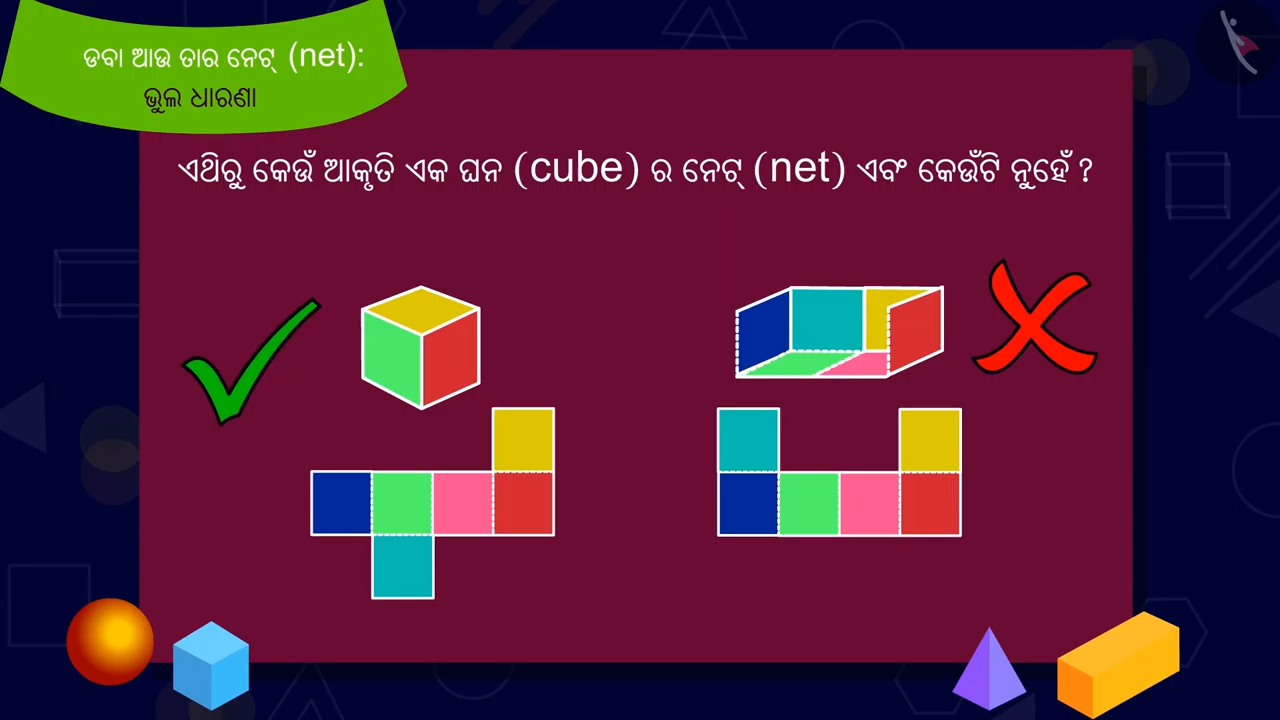 ଡବା ଆଉ ତାର ନେଟ୍ (net):
ଭୁଲ ଧାରଣା
ଏଥିରୁ କେଉଁ ଆକୃତି ଏକ ଘନ (cube) ର ନେଟ୍ (net) ଏବଂ କେଉଁଟି ନୁହେଁ ?